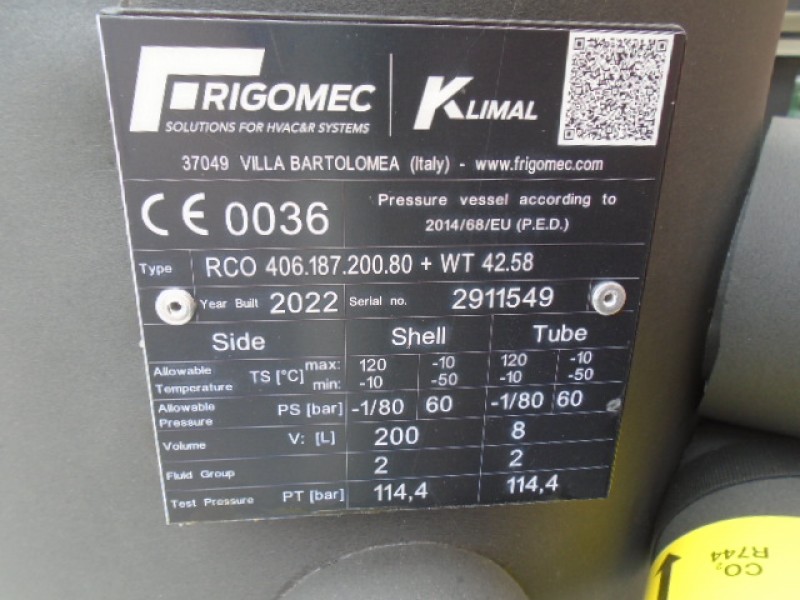 FRIGOMEC
SOLUTIONS FOR HVAC&R SYSTEMS
KLIMAL
37049 VILLA BARTOLOMEA (Italy) - www.frigomec.com
CE 0036
Pressure vessel according to
2014/68/EU (P.E.D.)
Type RCO 406.187.200.80 + WT 42.58
Year Built 2022 Serial no. 2911549
Side Shell Tube
Allowable Temperature TS [°C] max: 120 -10 120 -10
min: -10 -50 -10 -50
Allowable Pressure PS [bar] -1/80 60 -1/80 60
Volume V: [L] 200 8
Fluid Group 2 2
Test Pressure PT [bar] 114,4 114,4
CO₂
R744